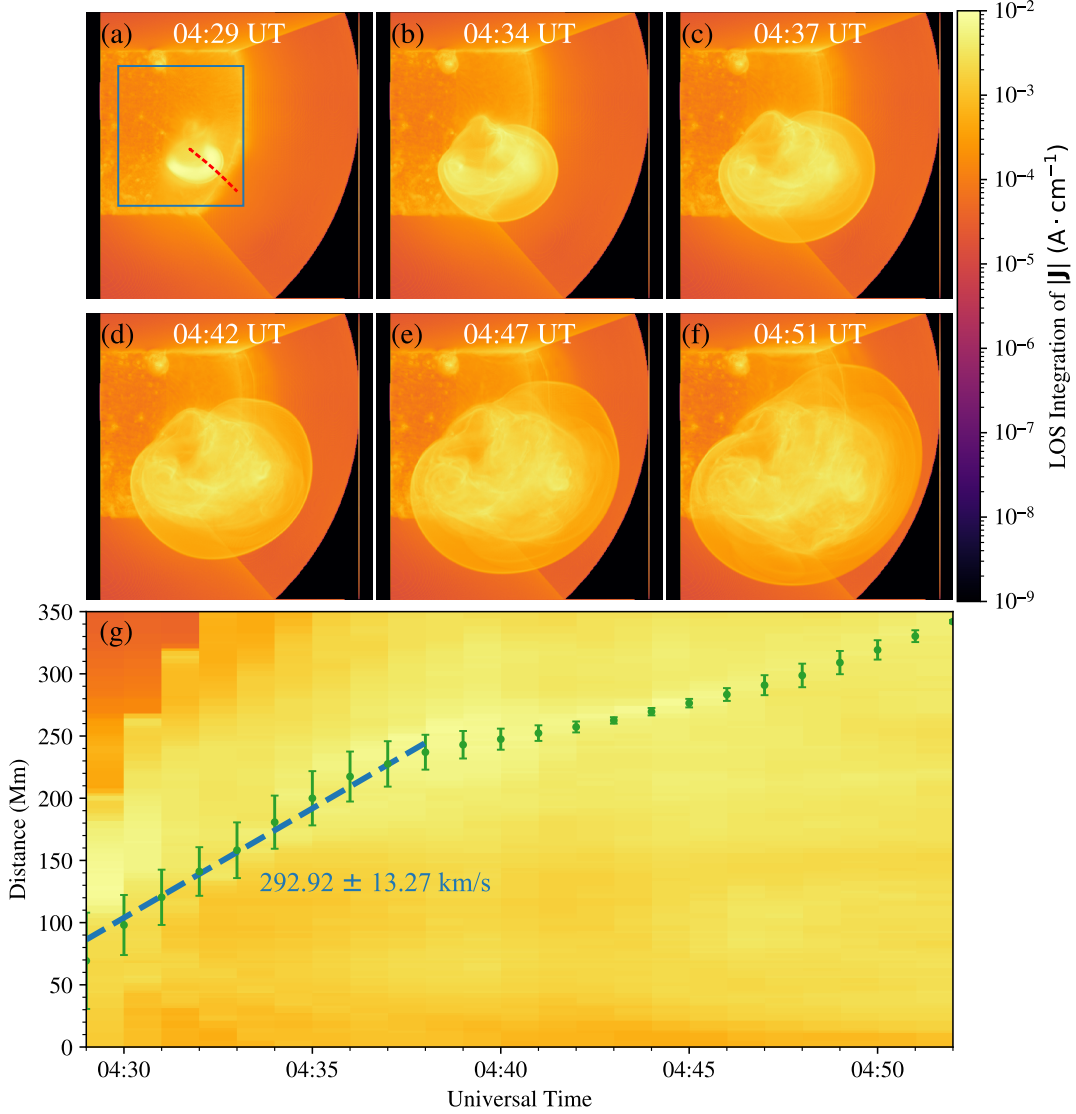 (a) 04:29 UT
(b) 04:34 UT
(c) 04:37 UT
(d) 04:42 UT
(e) 04:47 UT
(f) 04:51 UT
10⁻²
10⁻³
10⁻⁴
10⁻⁵
10⁻⁶
10⁻⁷
10⁻⁸
10⁻⁹
LOS Integration of |J| (A · cm⁻¹)
(g)
350
300
250
200
150
100
50
0
Distance (Mm)
292.92 ± 13.27 km/s
04:30 04:35 04:40 04:45 04:50
Universal Time